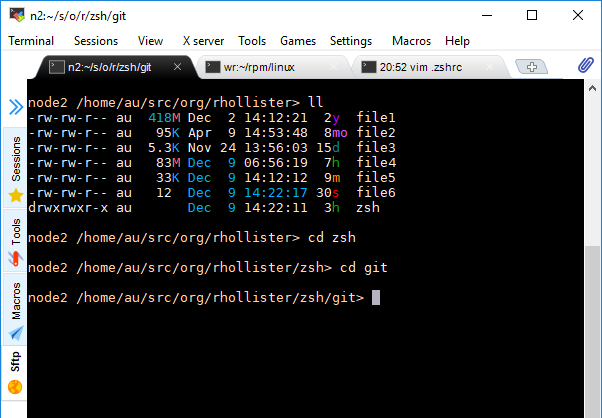 n2:~/s/o/r/zsh/git
Terminal Sessions View X server Tools Games Settings Macros Help
n2:~/s/o/r/zsh/git wr:~/rpm/linux 20:52 vim .zshrc
node2 /home/au/src/org/rhollister> ll
-rw-rw-r-- au 418M Dec 2 14:12:21 2y file1
-rw-rw-r-- au 95K Apr 9 14:53:48 8mo file2
-rw-rw-r-- au 5.3K Nov 24 13:56:03 15d file3
-rw-rw-r-- au 83M Dec 9 06:56:19 7h file4
-rw-rw-r-- au 33K Dec 9 14:12:12 9m file5
-rw-rw-r-- au 12 Dec 9 14:22:17 30s file6
drwxrwxr-x au Dec 9 14:22:11 3h zsh
node2 /home/au/src/org/rhollister> cd zsh
node2 /home/au/src/org/rhollister/zsh> cd git
node2 /home/au/src/org/rhollister/zsh/git>
Sessions
Tools
Macros
Sftp